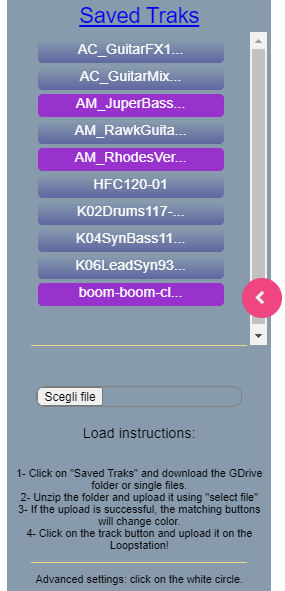 Saved Traks
AC_GuitarFX1...
AC_GuitarMix...
AM_JuperBass...
AM_RawkGuita...
AM_RhodesVer...
HFC120-01
K02Drums117-...
K04SynBass11...
K06LeadSyn93...
boom-boom-cl...
Scegli file
Load instructions:
1- Click on "Saved Traks" and download the GDrive
folder or single files.
2- Unzip the folder and upload it using "select file"
3- If the upload is successful, the matching buttons
will change color.
4- Click on the track button and upload it on the
Loopstation!
Advanced settings: click on the white circle.